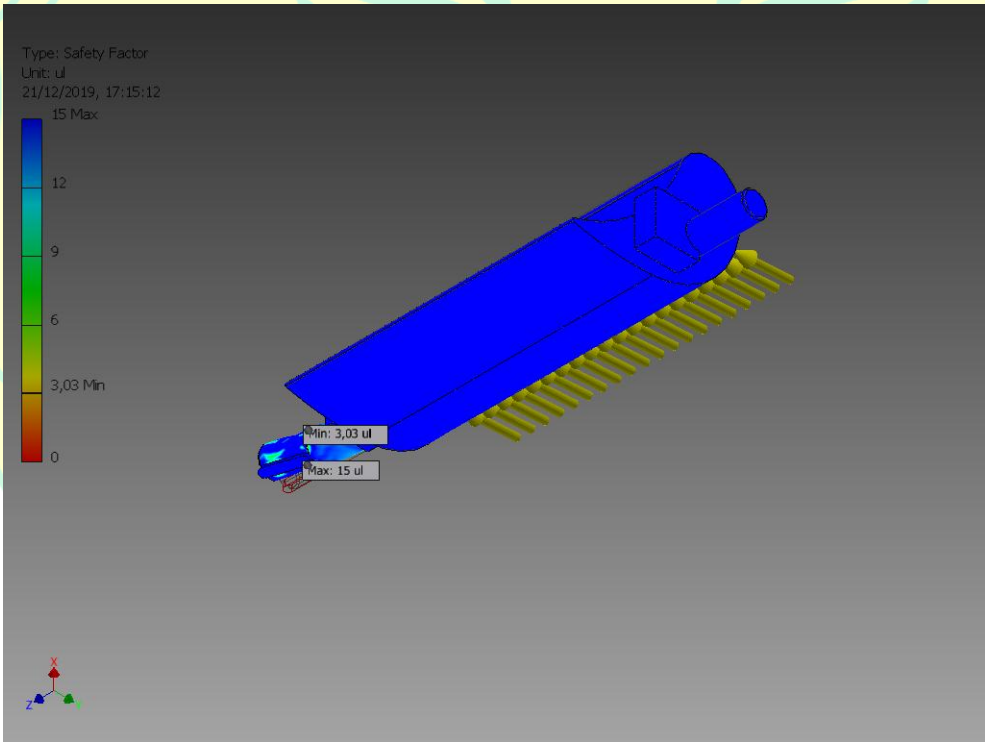 Type: Safety Factor
Unit: ul
21/12/2019, 17:15:12
15 Max
12
9
6
3,03 Min
0
Min: 3,03 ul
Max: 15 ul
X
Z
Y